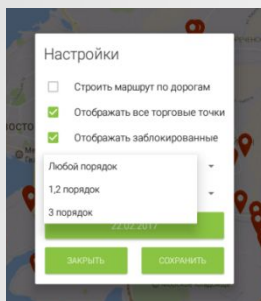 Настройки
Строить маршрут по дорогам
Отображать все торговые точки
Отображать заблокированные
Любой порядок
1,2 порядок
3 порядок
22.02.2017
ЗАКРЫТЬ
СОХРАНИТЬ